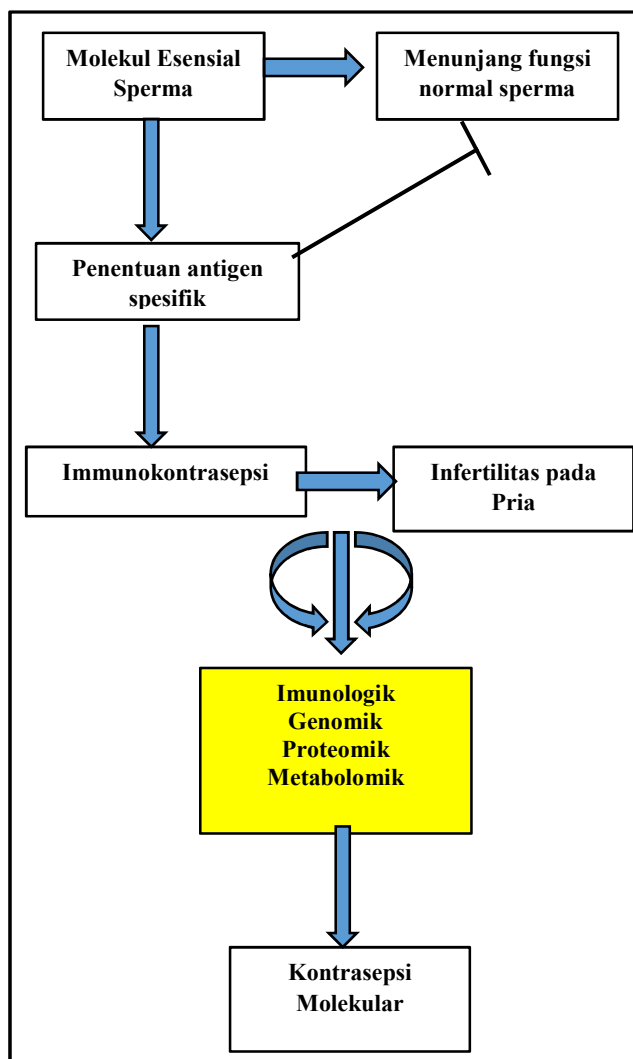 Molekul Esensial
Sperma
Menunjang fungsi
normal sperma
Penentuan antigen
spesifik
Immunokontrasepsi
Infertilitas pada
Pria
Imunologik
Genomik
Proteomik
Metabolomik
Kontrasepsi
Molekular